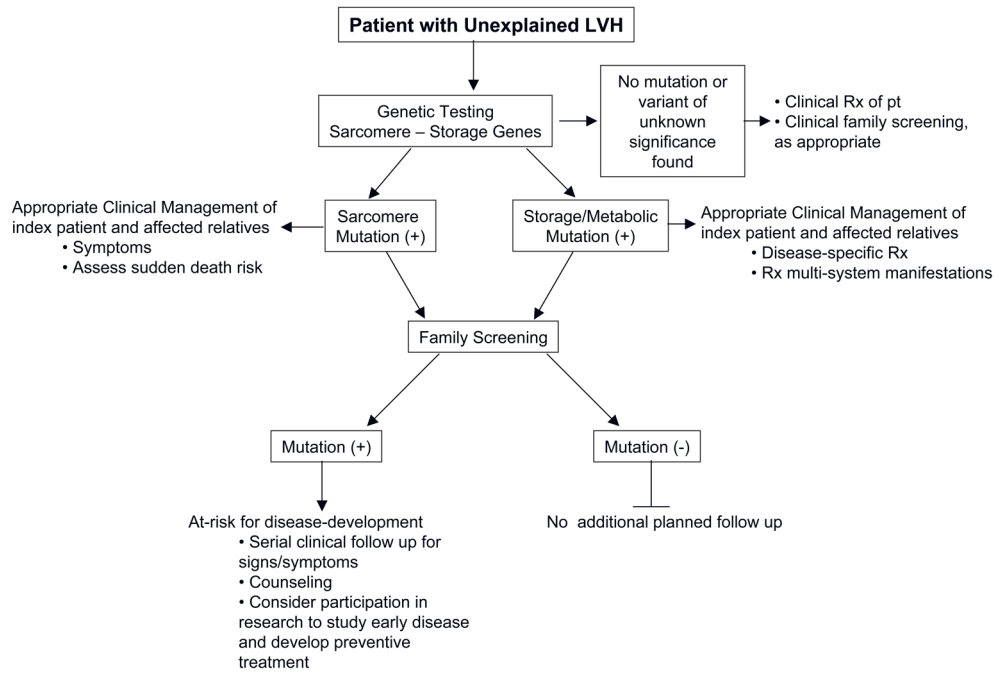 Patient with Unexplained LVH
Genetic Testing
Sarcomere – Storage Genes
No mutation or
variant of
unknown
significance
found
• Clinical Rx of pt
• Clinical family screening,
as appropriate
Appropriate Clinical Management of
index patient and affected relatives
• Symptoms
• Assess sudden death risk
Sarcomere
Mutation (+)
Storage/Metabolic
Mutation (+)
Appropriate Clinical Management of
index patient and affected relatives
• Disease-specific Rx
• Rx multi-system manifestations
Family Screening
Mutation (+)
Mutation (-)
At-risk for disease-development
• Serial clinical follow up for
signs/symptoms
• Counseling
• Consider participation in
research to study early disease
and develop preventive
treatment
No additional planned follow up